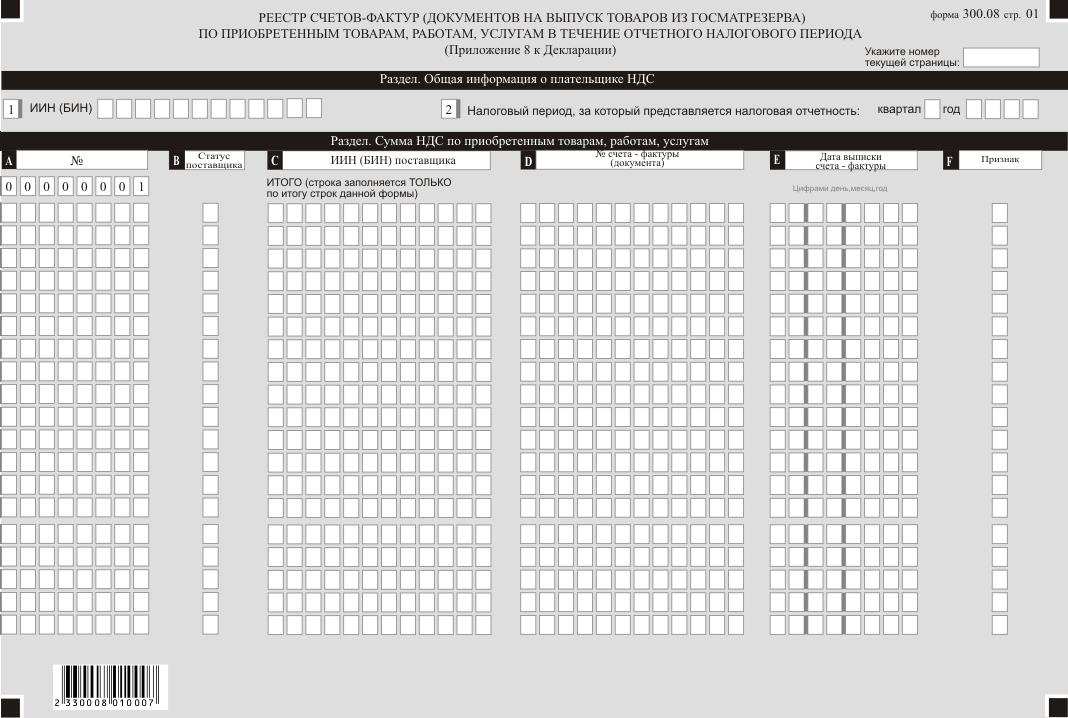 форма 300.08 стр. 01
РЕЕСТР СЧЕТОВ-ФАКТУР (ДОКУМЕНТОВ НА ВЫПУСК ТОВАРОВ ИЗ ГОСМАТРЕЗЕРВА)
ПО ПРИОБРЕТЕННЫМ ТОВАРАМ, РАБОТАМ, УСЛУГАМ В ТЕЧЕНИЕ ОТЧЕТНОГО НАЛОГОВОГО ПЕРИОДА
(Приложение 8 к Декларации)
Укажите номер
текущей страницы:
Раздел. Общая информация о плательщике НДС
1 ИИН (БИН) 2 Налоговый период, за который представляется налоговая отчетность: квартал год
Раздел. Сумма НДС по приобретенным товарам, работам, услугам
A №
B Статус
поставщика
C ИИН (БИН) поставщика
D № счета - фактуры
(документа)
E Дата выписки
счета - фактуры
F Признак
0 0 0 0 0 0 0 1
ИТОГО (строка заполняется ТОЛЬКО
по итогу строк данной формы)
Цифрами день,месяц,год
2 330008 010007